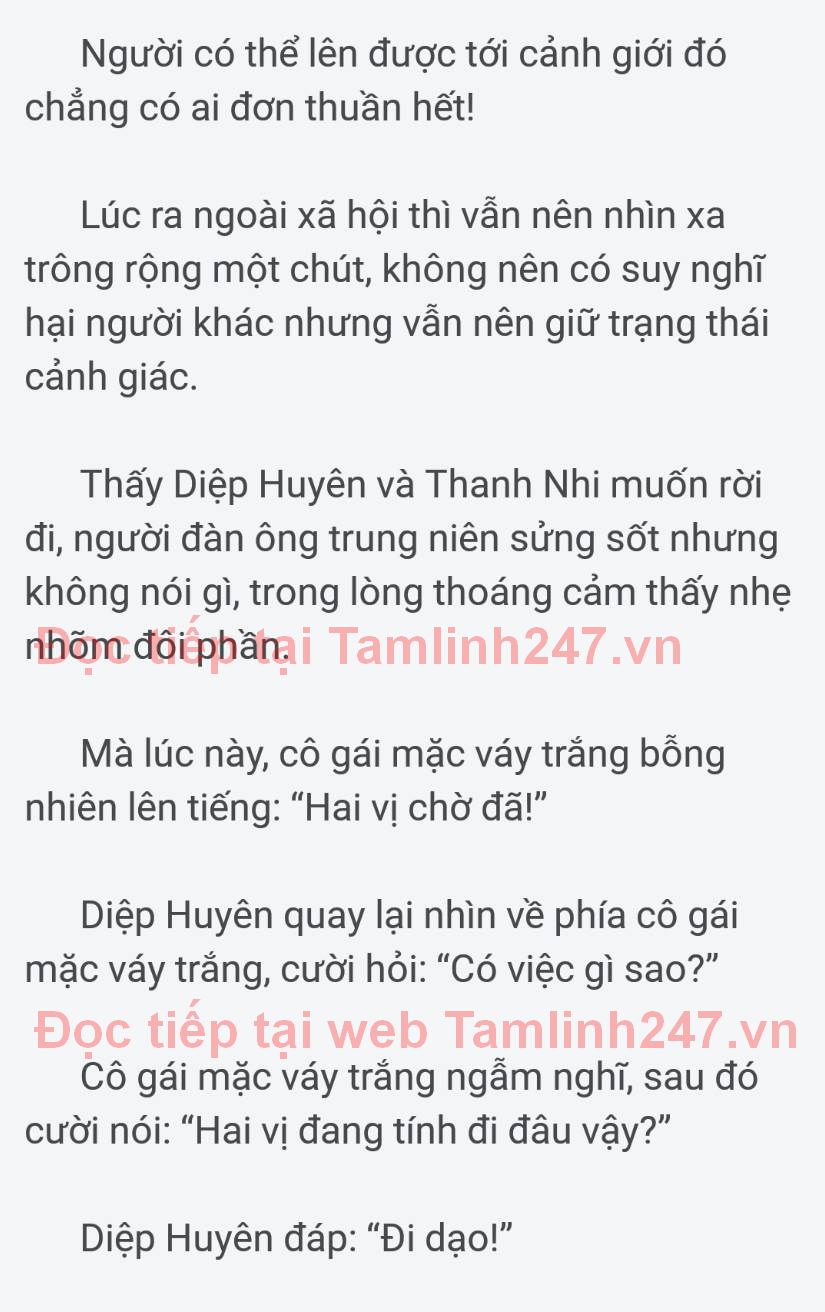 Người có thể lên được tới cảnh giới đó
chẳng có ai đơn thuần hết!
Lúc ra ngoài xã hội thì vẫn nên nhìn xa
trông rộng một chút, không nên có suy nghĩ
hại người khác nhưng vẫn nên giữ trạng thái
cảnh giác.
Thấy Diệp Huyên và Thanh Nhi muốn rời
đi, người đàn ông trung niên sửng sốt nhưng
không nói gì, trong lòng thoáng cảm thấy nhẹ
nhõm đôi phần.
Đọc tiếp tại Tamlinh247.vn
Mà lúc này, cô gái mặc váy trắng bỗng
nhiên lên tiếng: “Hai vị chờ đã!”
Diệp Huyên quay lại nhìn về phía cô gái
mặc váy trắng, cười hỏi: “Có việc gì sao?”
Đọc tiếp tại web Tamlinh247.vn
Cô gái mặc váy trắng ngẫm nghĩ, sau đó
cười nói: “Hai vị đang tính đi đâu vậy?”
Diệp Huyên đáp: “Đi dạo!”